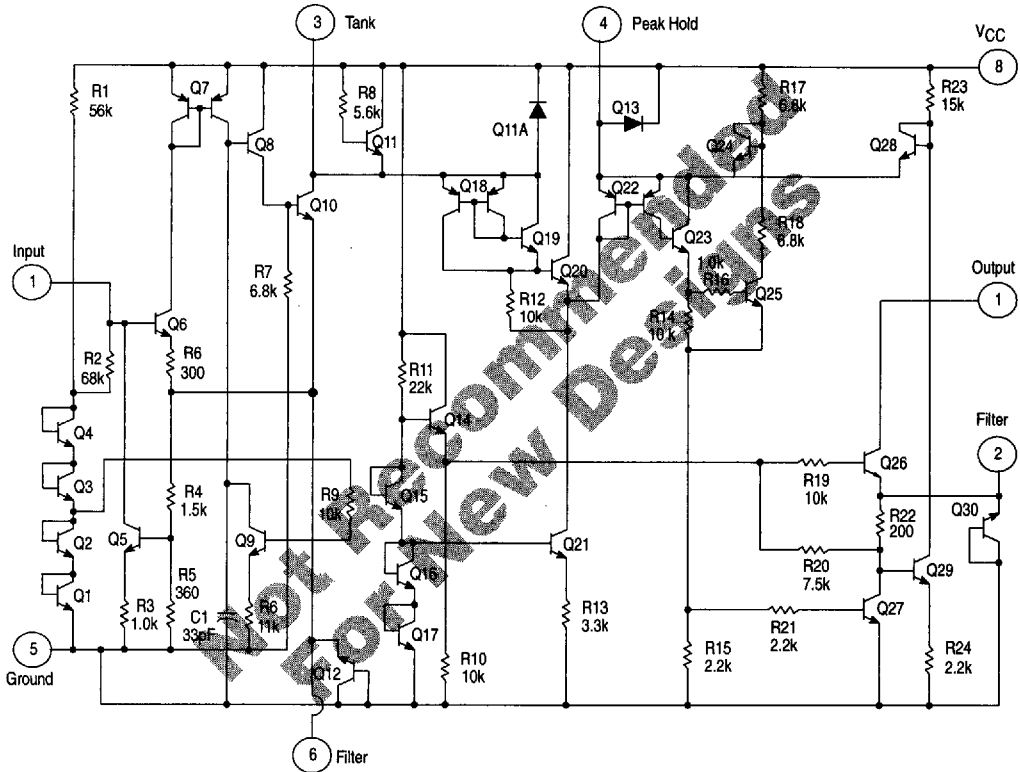 3 Tank
4 Peak Hold
VCC
8
R1
56k
Q7
R8
5.6k
Q8
Q11
Q11A
Q13
R17
6.8k
R23
15k
Q24
Q28
Q10
Q18
Q22
Q19
Q23
R18
6.8k
Input
1
R7
6.8k
Q20
1.0k
R16
Q25
Output
1
R12
10k
R14
10 k
Q6
R2
68k
R6
300
R11
22k
Q14
Q4
Q3
Q26
Filter
2
R19
10k
R4
1.5k
R9
10k
Q15
R22
200
Q30
Q2
Q5
Q9
Q21
R20
7.5k
Q16
Q29
Q1
R5
360
R3
1.0k
C1
33pF
R6
11k
Q17
R13
3.3k
R21
2.2k
Q27
5
Ground
Q12
R10
10k
R15
2.2k
R24
2.2k
6 Filter
Not Recommended
For New Designs